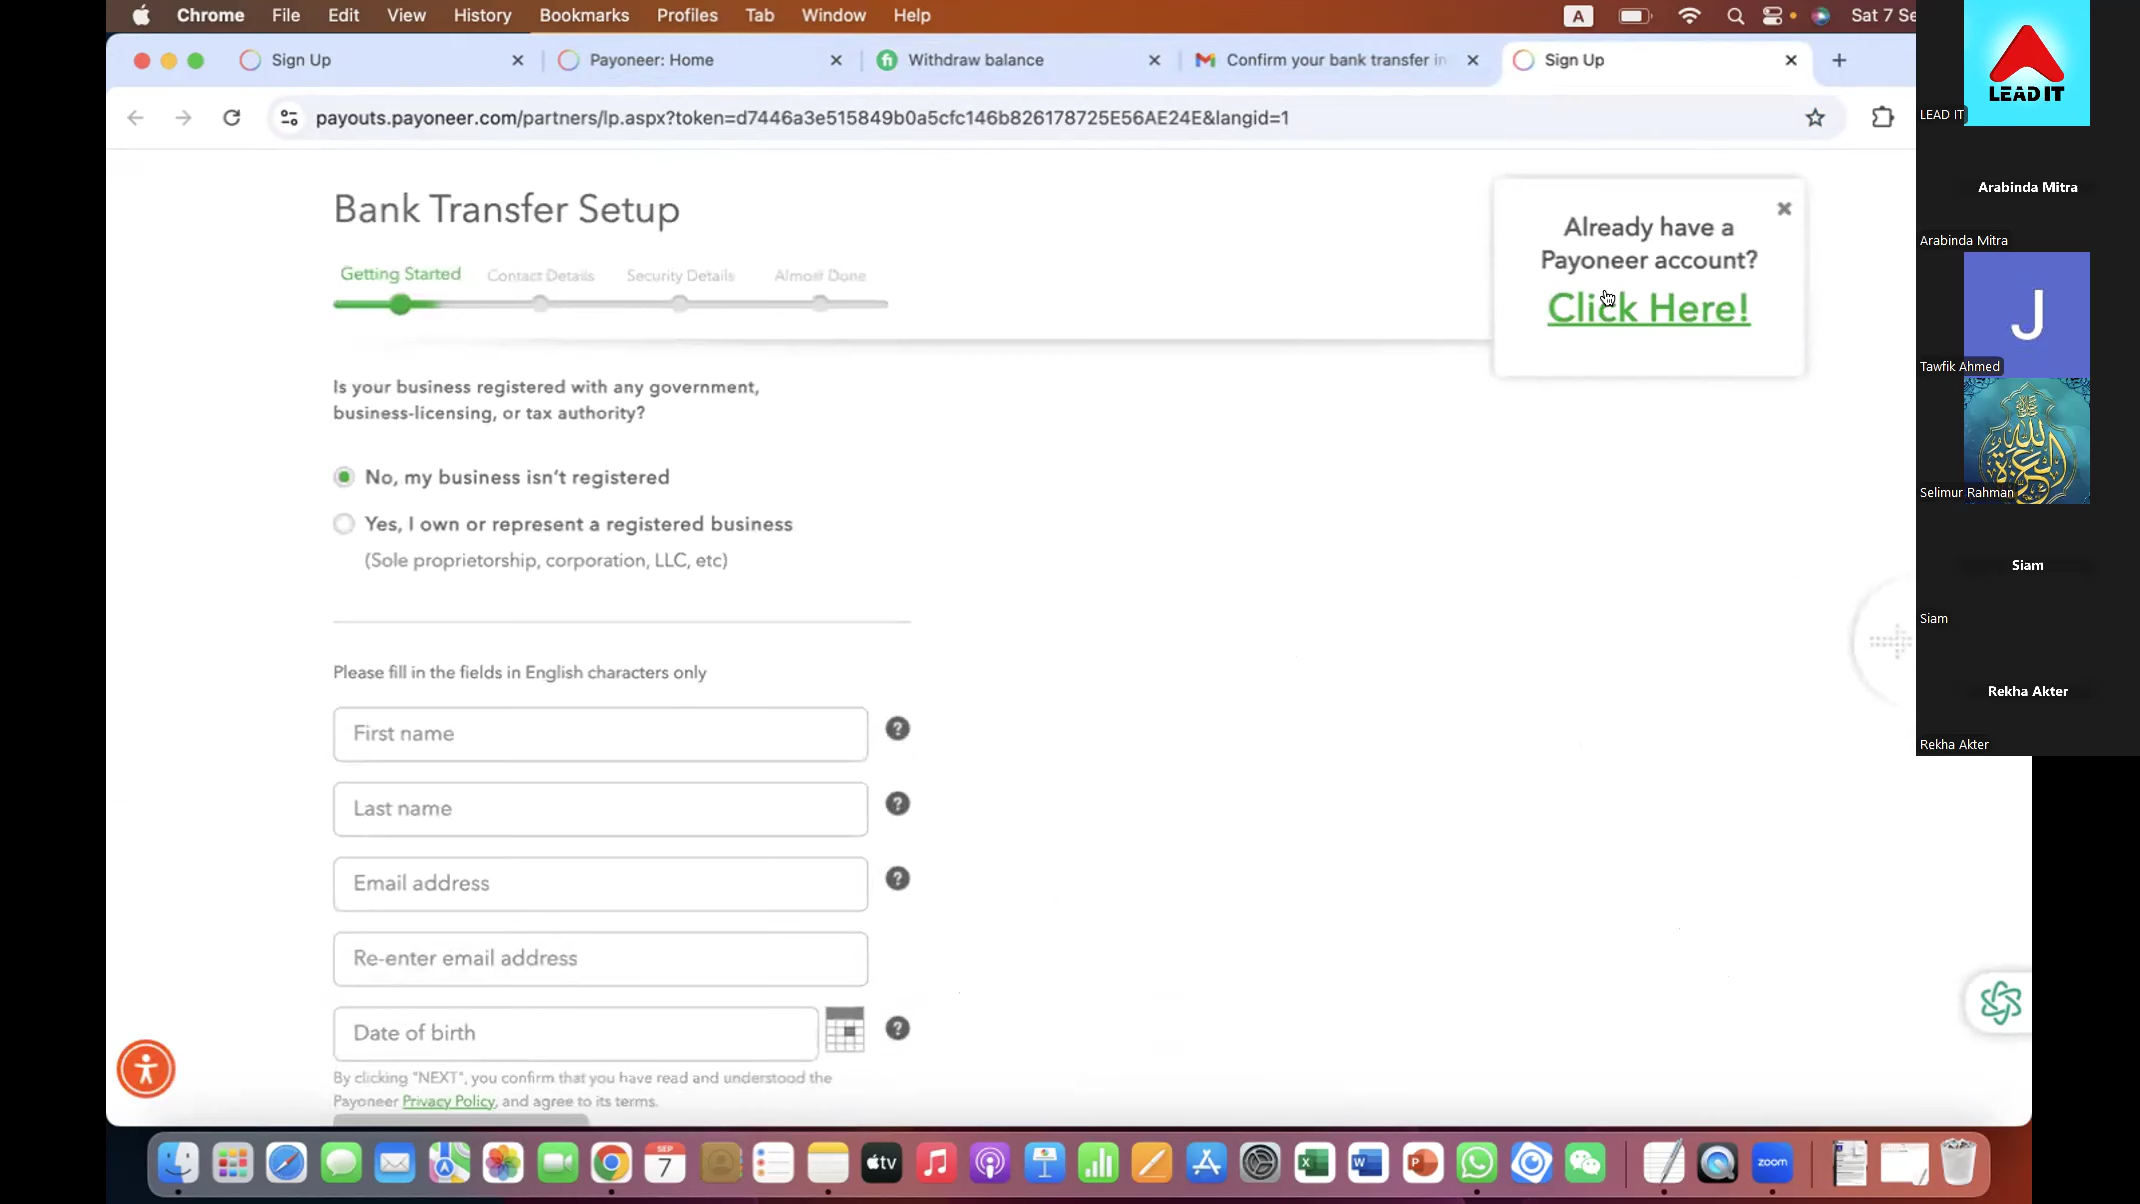 Chrome File Edit View History Bookmarks Profiles Tab Window Help A Sat 7 Se
Sign Up Payoneer: Home Withdraw balance Confirm your bank transfer in Sign Up
payouts.payoneer.com/partners/lp.aspx?token=d7446a3e515849b0a5cfc146b826178725E56AE24E&langid=1
Bank Transfer Setup
Getting Started Contact Details Security Details Almost Done
Already have a
Payoneer account?
Click Here!
Is your business registered with any government,
business-licensing, or tax authority?
No, my business isn't registered
Yes, I own or represent a registered business
(Sole proprietorship, corporation, LLC, etc)
Please fill in the fields in English characters only
First name
Last name
Email address
Re-enter email address
Date of birth
By clicking "NEXT", you confirm that you have read and understood the
Payoneer Privacy Policy, and agree to its terms.
LEAD IT
LEAD IT
Arabinda Mitra
Arabinda Mitra
J
Tawfik Ahmed
Selimur Rahman
Siam
Siam
Rekha Akter
Rekha Akter
SEP
7
tv
zoom